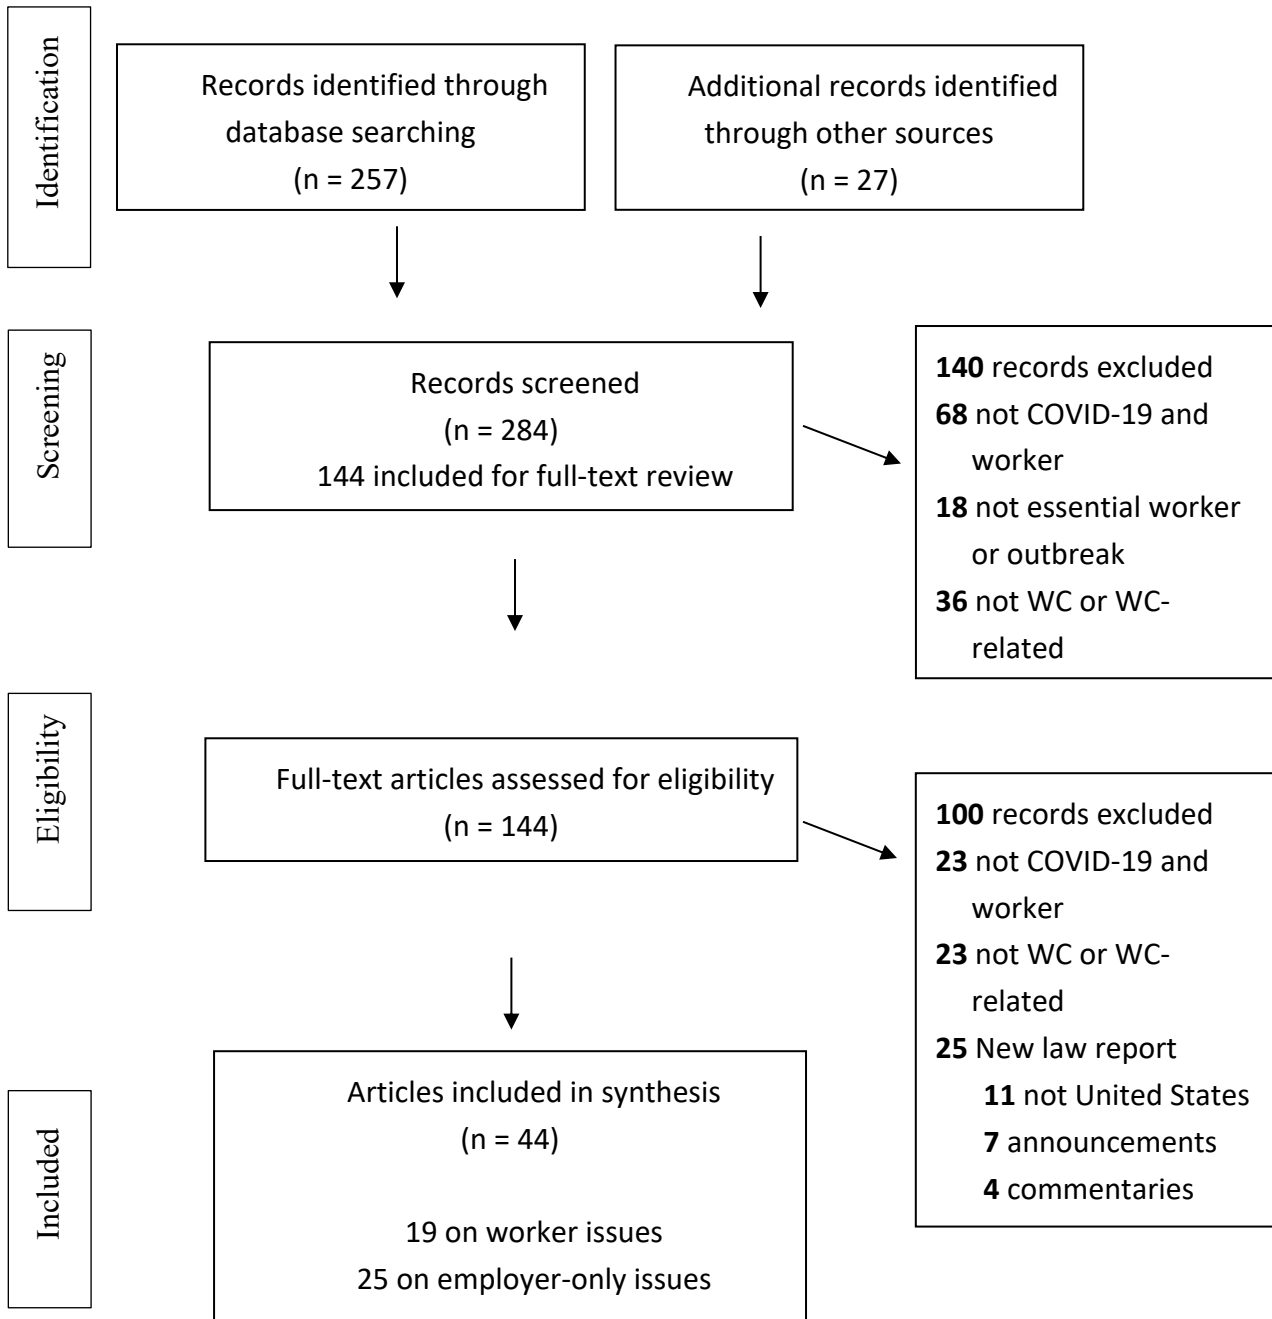 Identification
Records identified through
database searching
(n = 257)
Additional records identified
through other sources
(n = 27)
Screening
Records screened
(n = 284)
144 included for full-text review
140 records excluded
68 not COVID-19 and
worker
18 not essential worker
or outbreak
36 not WC or WC-
related
Eligibility
Full-text articles assessed for eligibility
(n = 144)
100 records excluded
23 not COVID-19 and
worker
23 not WC or WC-
related
25 New law report
11 not United States
7 announcements
4 commentaries
Included
Articles included in synthesis
(n = 44)
19 on worker issues
25 on employer-only issues